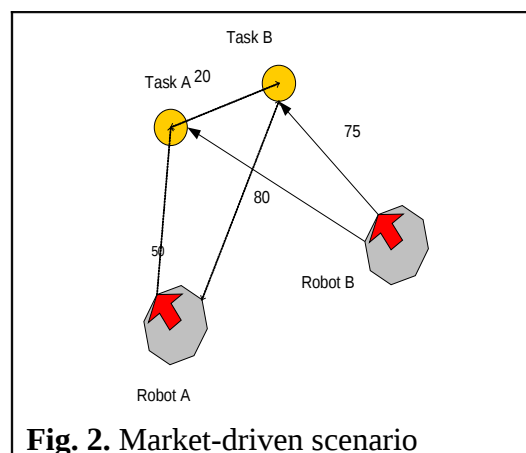 Task B
Task A 20
75
80
50
Robot B
Robot A
Fig. 2. Market-driven scenario